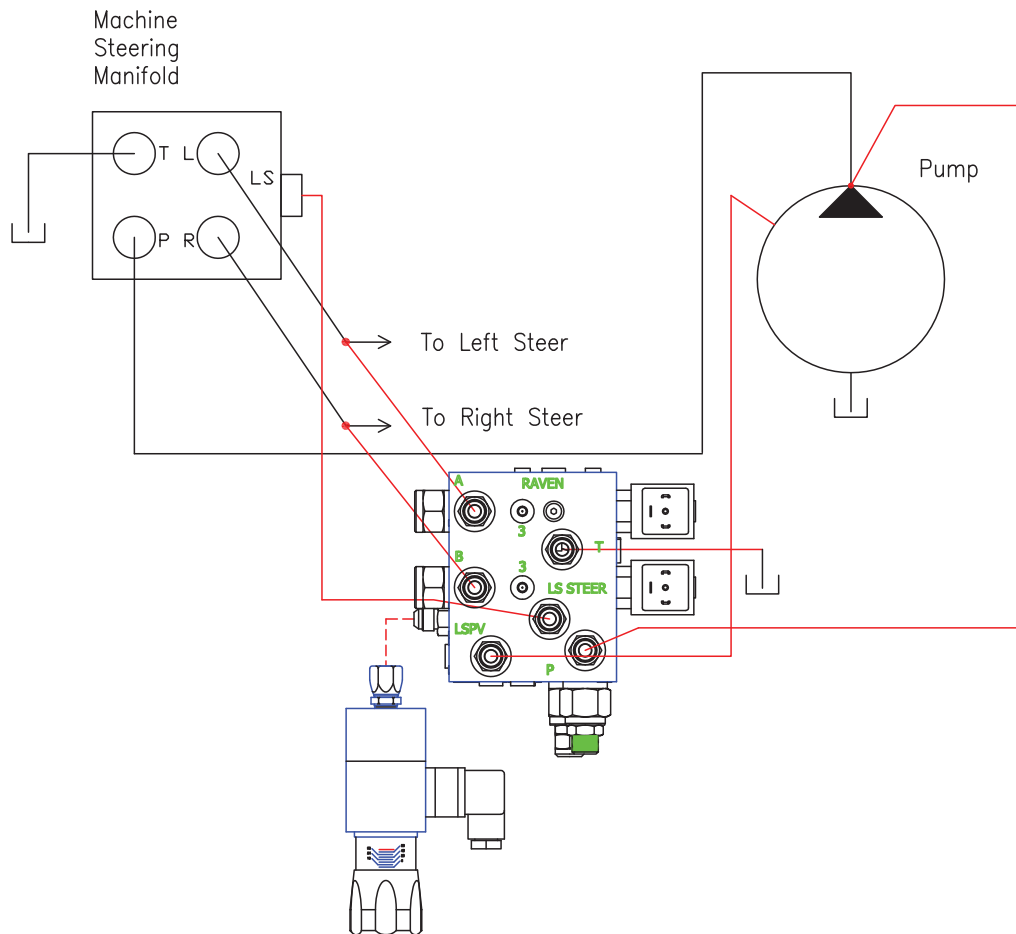 Machine
Steering
Manifold
T L
LS
P R
Pump
To Left Steer
To Right Steer
A
RAVEN
3
T
B
3
LS STEER
LSPV
P